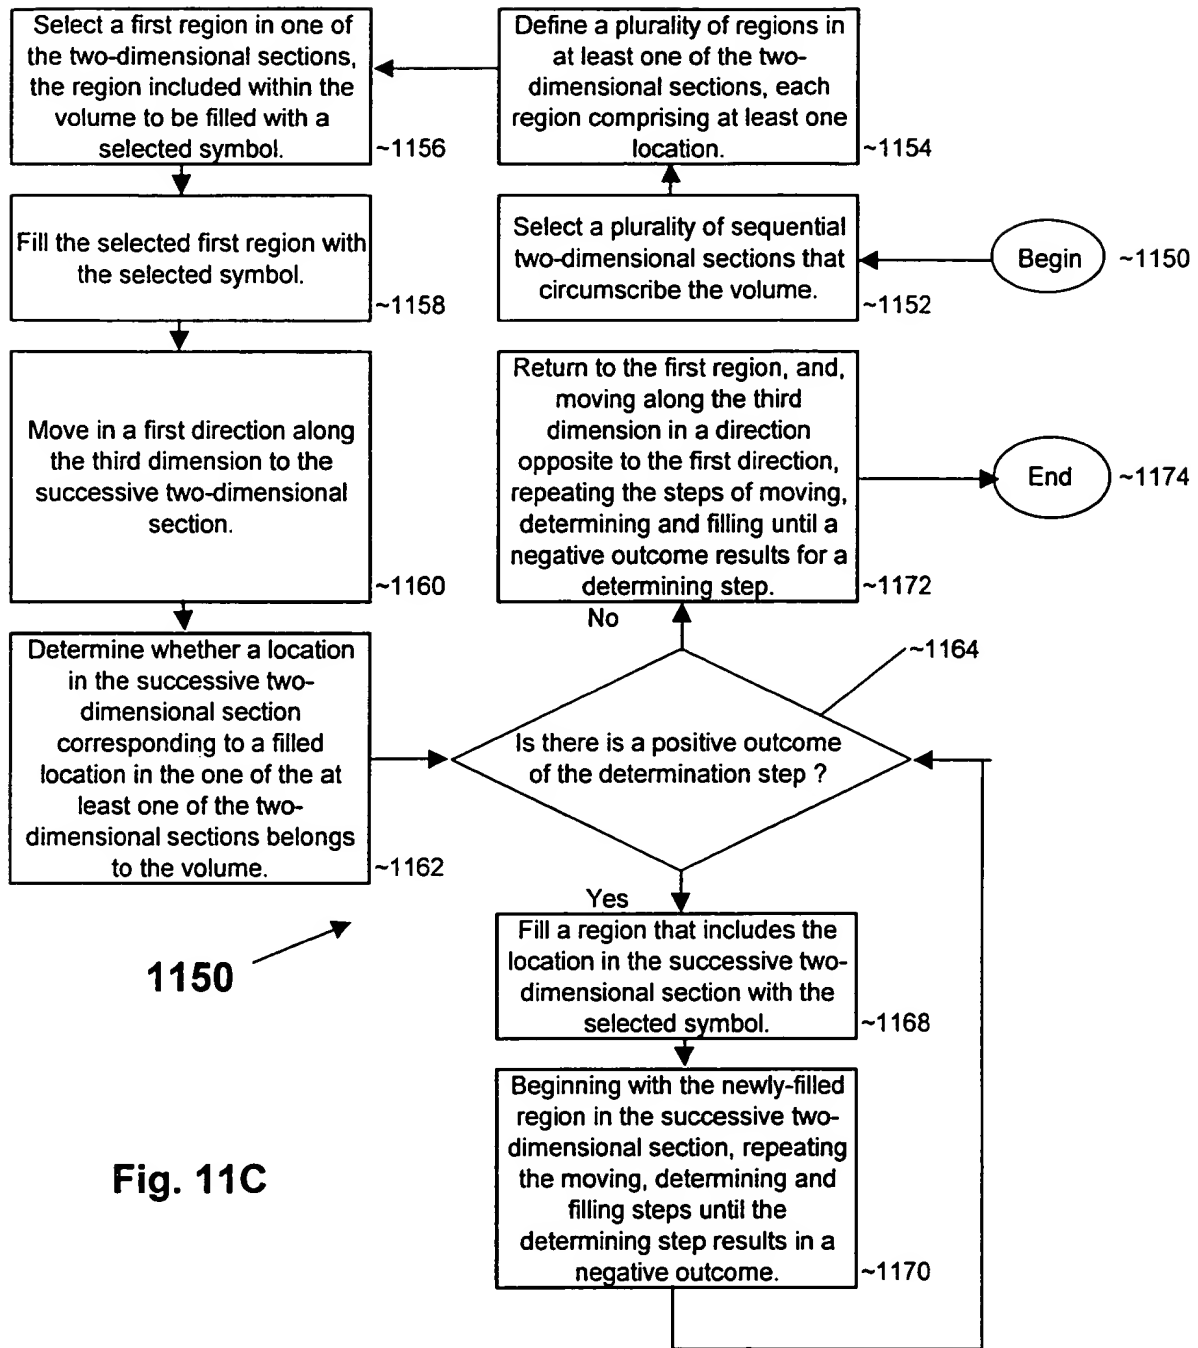 Select a first region in one of
the two-dimensional sections,
the region included within the
volume to be filled with a
selected symbol.
~1156
Define a plurality of regions in
at least one of the two-
dimensional sections, each
region comprising at least one
location.
~1154
Fill the selected first region with
the selected symbol.
~1158
Select a plurality of sequential
two-dimensional sections that
circumscribe the volume.
~1152
Begin
~1150
Move in a first direction along
the third dimension to the
successive two-dimensional
section.
~1160
Return to the first region, and,
moving along the third
dimension in a direction
opposite to the first direction,
repeating the steps of moving,
determining and filling until a
negative outcome results for a
determining step.
~1172
End
~1174
No
Determine whether a location
in the successive two-
dimensional section
corresponding to a filled
location in the one of the at
least one of the two-
dimensional sections belongs
to the volume.
~1162
~1164
Is there is a positive outcome
of the determination step ?
Yes
Fill a region that includes the
location in the successive two-
dimensional section with the
selected symbol.
~1168
1150
Beginning with the newly-filled
region in the successive two-
dimensional section, repeating
the moving, determining and
filling steps until the
determining step results in a
negative outcome.
~1170
Fig. 11C